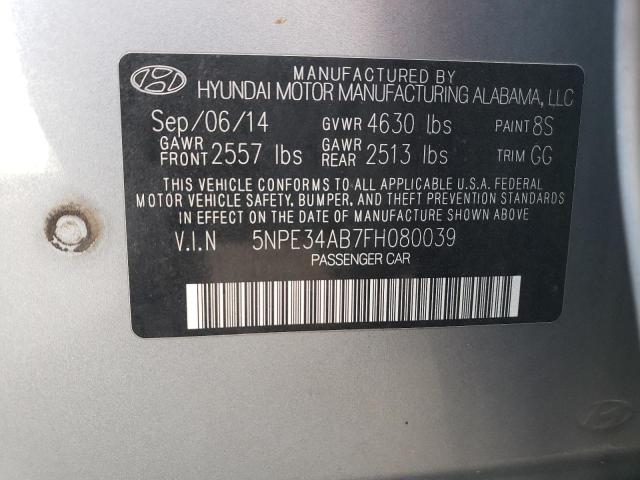 MANUFACTURED BY
HYUNDAI MOTOR MANUFACTURING ALABAMA, LLC
Sep/06/14 GVWR 4630 lbs PAINT 8S
GAWR FRONT 2557 lbs GAWR REAR 2513 lbs TRIM GG
THIS VEHICLE CONFORMS TO ALL APPLICABLE U.S.A. FEDERAL
MOTOR VEHICLE SAFETY, BUMPER, AND THEFT PREVENTION
STANDARDS IN EFFECT ON THE DATE OF MANUFACTURE SHOWN ABOVE
V.I.N 5NPE34AB7FH080039
PASSENGER CAR